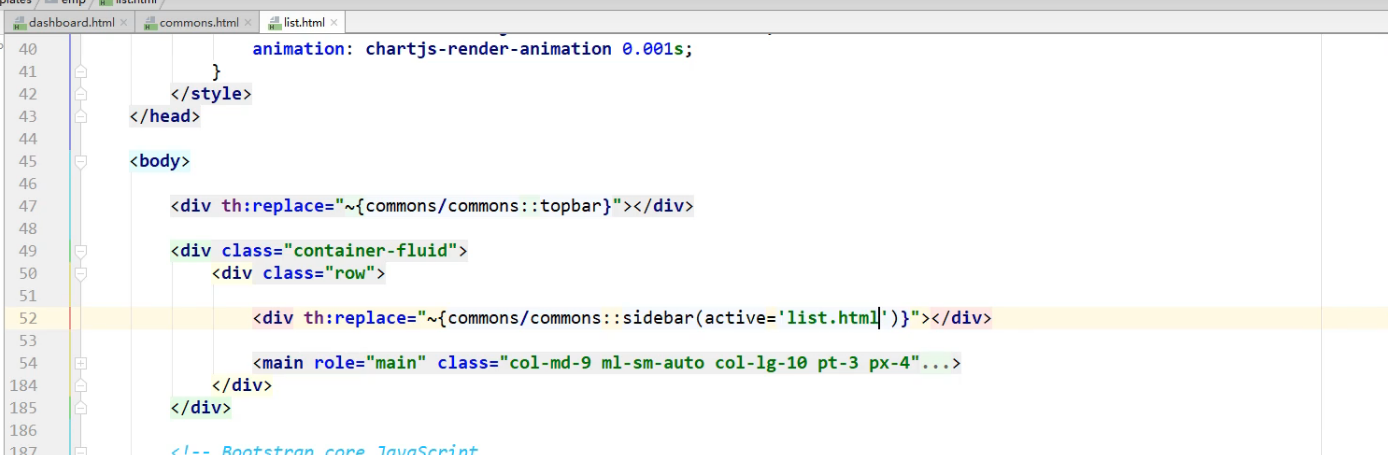 emp
list.html
dashboard.html × commons.html × list.html ×
40 animation: chartjs-render-animation 0.001s;
41 }
42 </style>
43 </head>
44
45 <body>
46
47 <div th:replace="~{commons/commons::topbar}"></div>
48
49 <div class="container-fluid">
50 <div class="row">
51
52 <div th:replace="~{commons/commons::sidebar(active='list.html')}"></div>
53
54 <main role="main" class="col-md-9 ml-sm-auto col-lg-10 pt-3 px-4"...>
184 </div>
185 </div>
186
187 <!-- Bootstrap core JavaScript